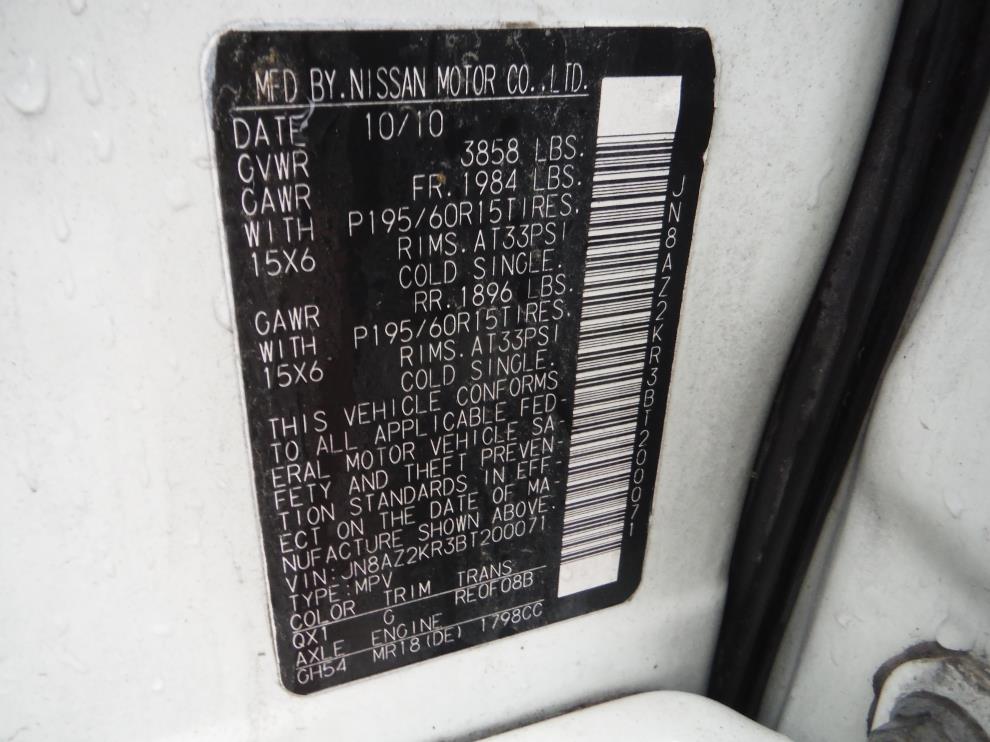 MFD BY.NISSAN MOTOR CO.,LTD.
DATE 10/10
GVWR 3858 LBS.
GAWR FR. 1984 LBS.
WITH P195/60R15TIRES.
15X6 RIMS. AT33PSI
COLD SINGLE.
GAWR RR. 1896 LBS.
WITH P195/60R15TIRES.
15X6 RIMS. AT33PSI
COLD SINGLE.
THIS VEHICLE CONFORMS
TO ALL APPLICABLE FED-
ERAL MOTOR VEHICLE SA-
FETY AND THEFT PREVEN-
TION STANDARDS IN EFF-
ECT ON THE DATE OF MA-
NUFACTURE SHOWN ABOVE.
VIN:JN8AZ2KR3BT200071
TYPE:MPV
COLOR TRIM TRANS
QX1 G RE0F08B
AXLE ENGINE
GH54 MR18(DE) 1798CC
JN8AZ2KR3BT200071